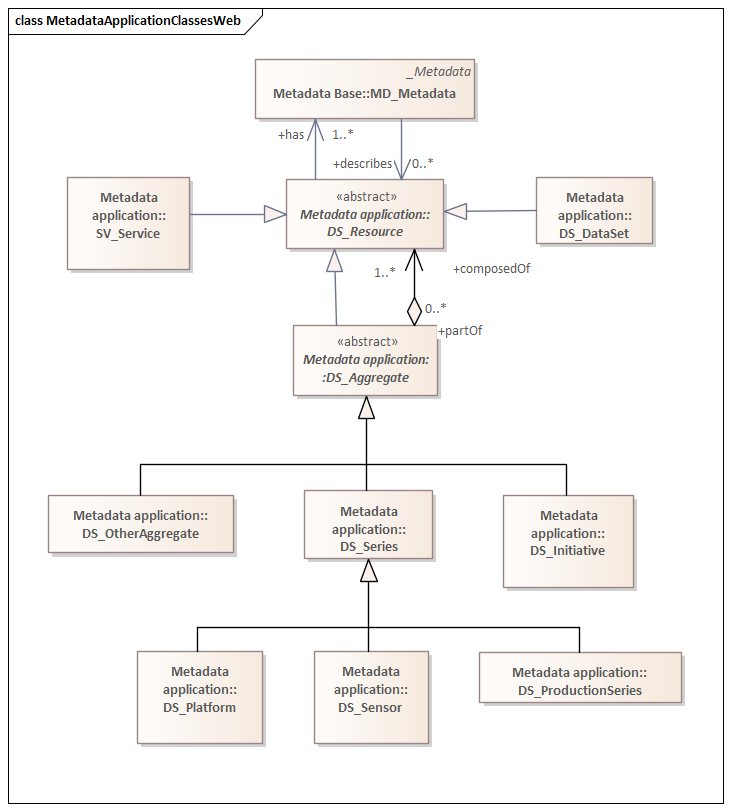 class MetadataApplicationClassesWeb
_Metadata
Metadata Base::MD_Metadata
+has
1..*
+describes
0..*
Metadata
application::
SV_Service
«abstract»
Metadata application::
DS_Resource
Metadata
application::
DS_DataSet
1..*
+composedOf
0..*
+partOf
«abstract»
Metadata application:
:DS_Aggregate
Metadata application::
DS_OtherAggregate
Metadata
application::
DS_Series
Metadata
application::
DS_Initiative
Metadata
application::
DS_Platform
Metadata
application::
DS_Sensor
Metadata application::
DS_ProductionSeries